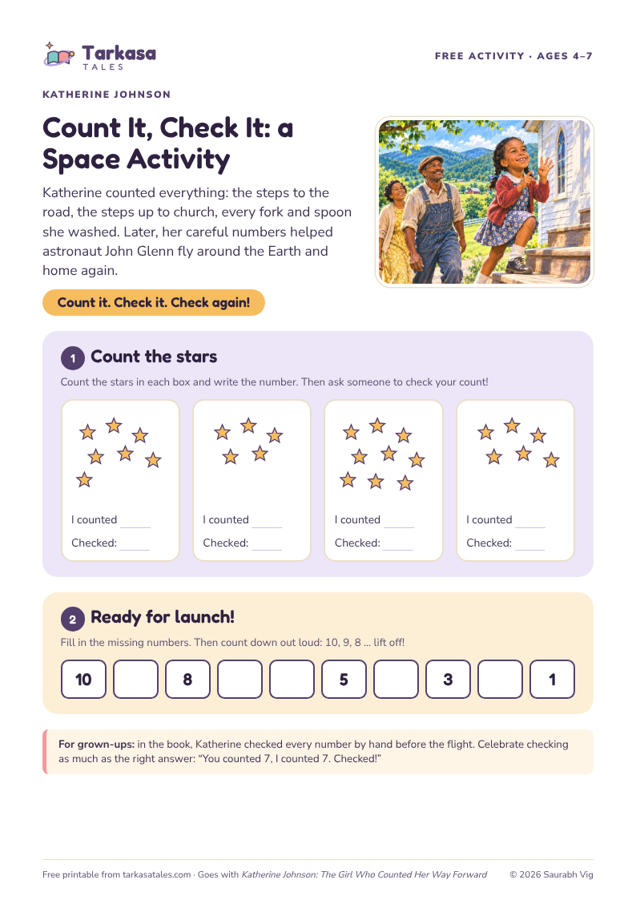 Tarkasa
TALES
FREE ACTIVITY · AGES 4–7
KATHERINE JOHNSON
Count It, Check It: a
Space Activity
Katherine counted everything: the steps to the
road, the steps up to church, every fork and spoon
she washed. Later, her careful numbers helped
astronaut John Glenn fly around the Earth and
home again.
Count it. Check it. Check again!
1 Count the stars
Count the stars in each box and write the number. Then ask someone to check your count!
I counted _____ I counted _____ I counted _____ I counted _____
Checked: _____ Checked: _____ Checked: _____ Checked: _____
2 Ready for launch!
Fill in the missing numbers. Then count down out loud: 10, 9, 8 ... lift off!
10 8 5 3 1
For grown-ups: in the book, Katherine checked every number by hand before the flight. Celebrate checking
as much as the right answer: “You counted 7, I counted 7. Checked!”
Free printable from tarkasatales.com · Goes with Katherine Johnson: The Girl Who Counted Her Way Forward © 2026 Saurabh Vig